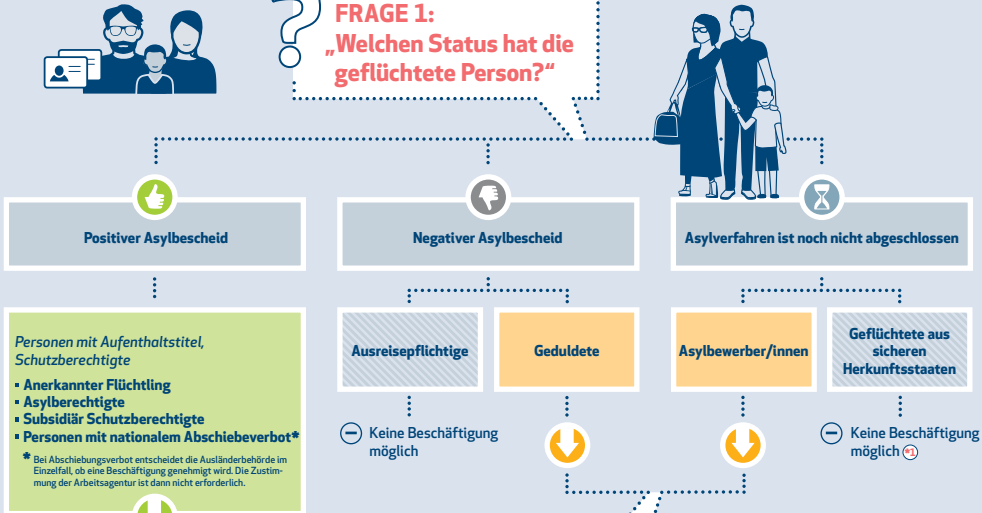 ?
FRAGE 1:
„Welchen Status hat die
geflüchtete Person?“
Positiver Asylbescheid
Negativer Asylbescheid
Asylverfahren ist noch nicht abgeschlossen
Personen mit Aufenthaltstitel,
Schutzberechtigte
▪ Anerkannter Flüchtling
▪ Asylberechtigte
▪ Subsidiär Schutzberechtigte
▪ Personen mit nationalem Abschiebeverbot*
* Bei Abschiebungsverbot entscheidet die Ausländerbehörde im
Einzelfall, ob eine Beschäftigung genehmigt wird. Die Zustim-
mung der Arbeitsagentur ist dann nicht erforderlich.
Ausreisepflichtige
Geduldete
Asylbewerber/innen
Geflüchtete aus
sicheren
Herkunftsstaaten
Keine Beschäftigung
möglich
Keine Beschäftigung
möglich *1